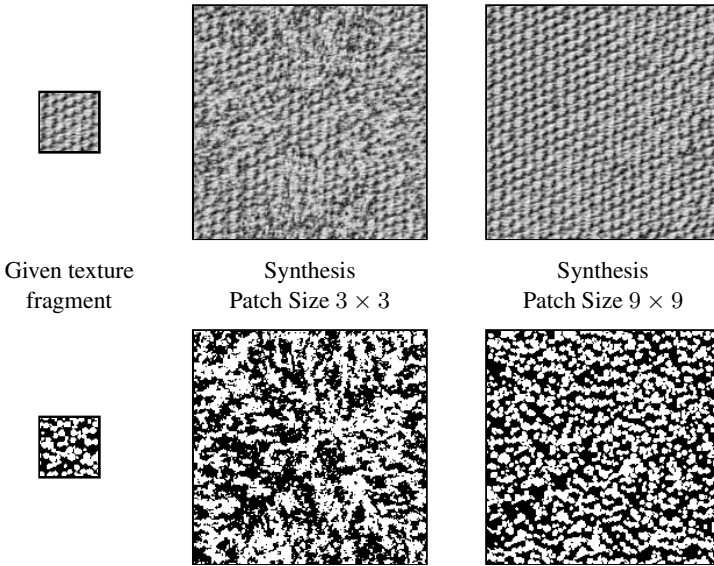 Given texture
fragment
Synthesis
Patch Size 3 × 3
Synthesis
Patch Size 9 × 9